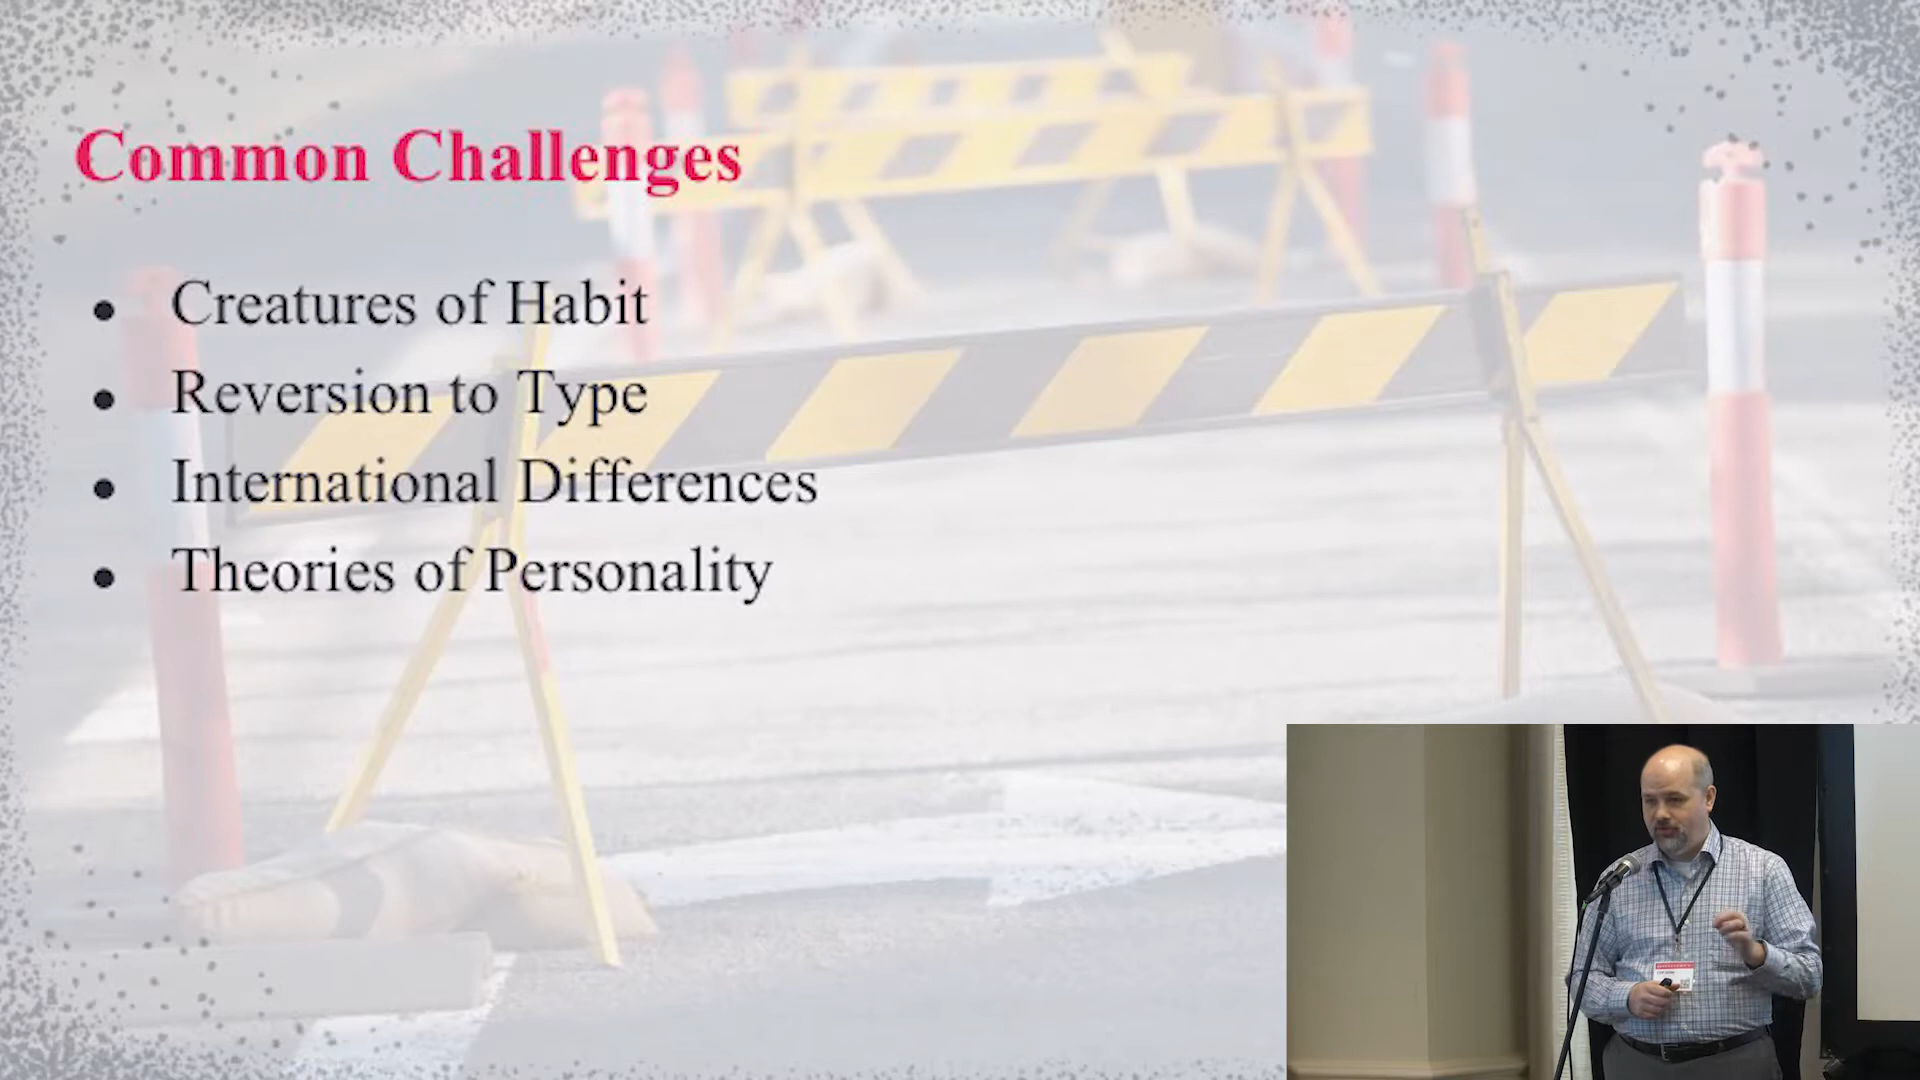 Common Challenges
Creatures of Habit
Reversion to Type
International Differences
Theories of Personality